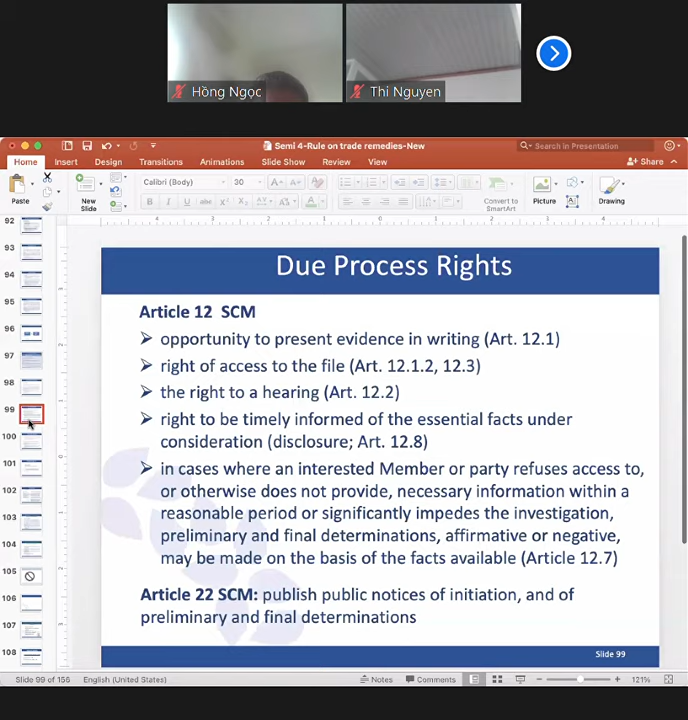 Hồng Ngọc
Thi Nguyen
Semi 4-Rule on trade remedies-New
Search in Presentation
Home Insert Design Transitions Animations Slide Show Review View
Share
Paste
New
Slide
Calibri (Body) 30
Convert to
SmartArt
Picture
Drawing
4 3 2 1 0 1 2 3 4
92
93
94
95
96
97
98
99
100
101
102
103
104
105
106
107
108
Due Process Rights
Article 12 SCM
opportunity to present evidence in writing (Art. 12.1)
right of access to the file (Art. 12.1.2, 12.3)
the right to a hearing (Art. 12.2)
right to be timely informed of the essential facts under
consideration (disclosure; Art. 12.8)
in cases where an interested Member or party refuses access to,
or otherwise does not provide, necessary information within a
reasonable period or significantly impedes the investigation,
preliminary and final determinations, affirmative or negative,
may be made on the basis of the facts available (Article 12.7)
Article 22 SCM: publish public notices of initiation, and of
preliminary and final determinations
Slide 99
Slide 99 of 156 English (United States) Notes Comments 121%